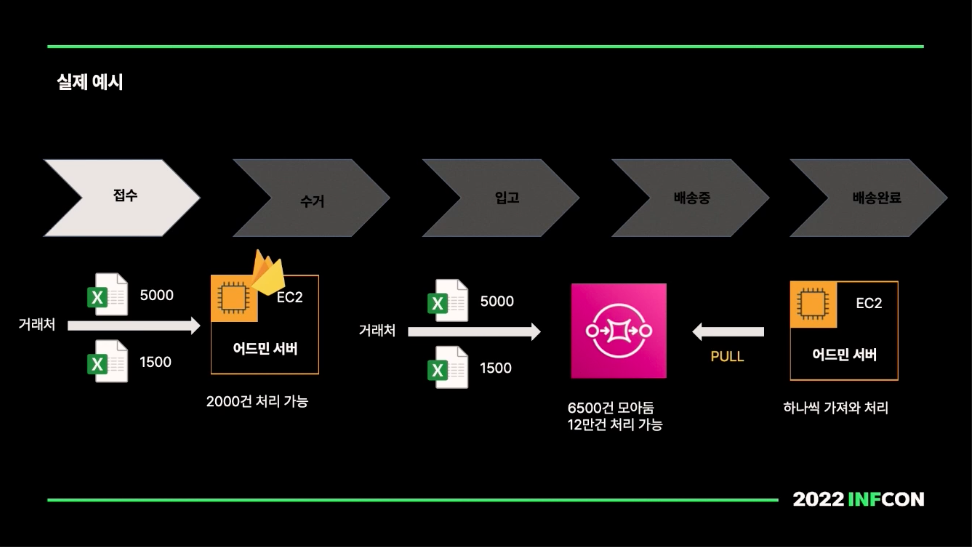 실제 예시
접수
수거
입고
배송중
배송완료
거래처
5000
1500
EC2
어드민 서버
2000건 처리 가능
거래처
5000
1500
6500건 모아둠
12만건 처리 가능
PULL
EC2
어드민 서버
하나씩 가져와 처리
2022 INFCON